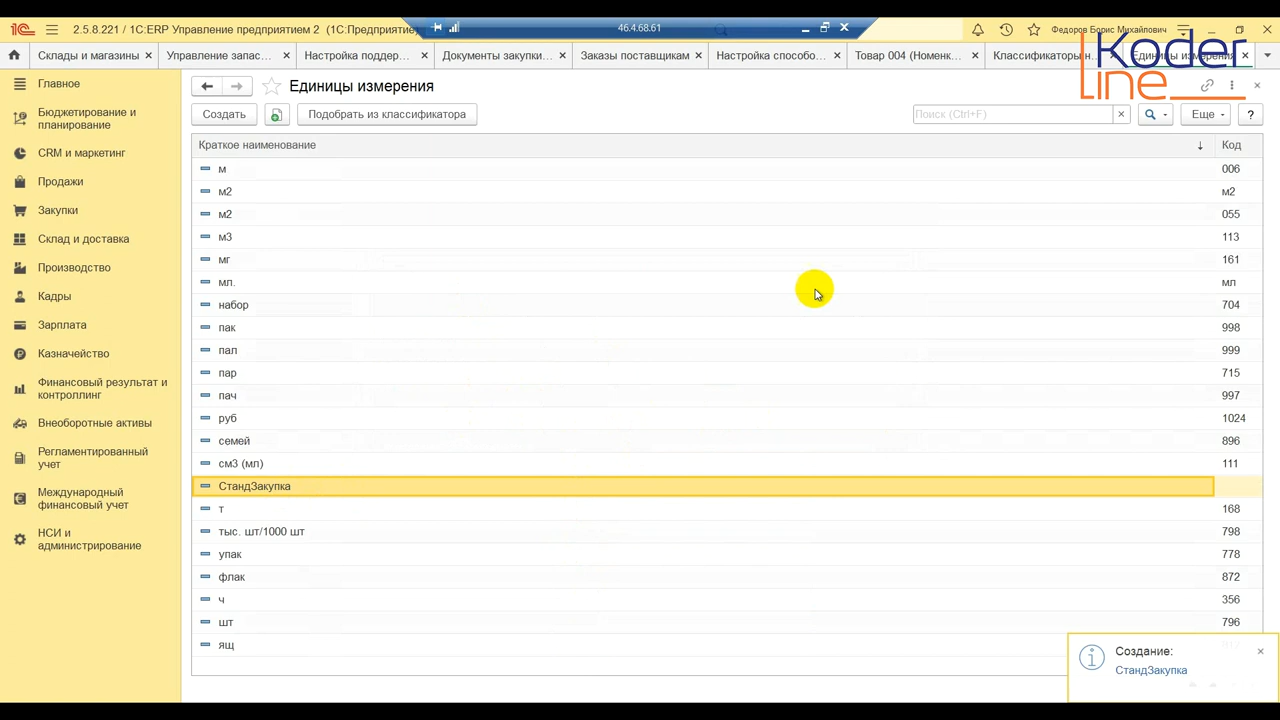 2.5.8.221 / 1С:ERP Управление предприятием 2 (1С:Предприятие)
46.4.68.61
Федоров Борис Михайлович
Склады и магазины
Управление запас...
Настройка поддер...
Документы закупки...
Заказы поставщикам
Настройка способо...
Товар 004 (Номенк...
Классификаторы н...
Единицы измерения
Koder
line
Главное
Бюджетирование и
планирование
CRM и маркетинг
Продажи
Закупки
Склад и доставка
Производство
Кадры
Зарплата
Казначейство
Финансовый результат и
контроллинг
Внеоборотные активы
Регламентированный
учет
Международный
финансовый учет
НСИ и
администрирование
Единицы измерения
Создать
Подобрать из классификатора
Поиск (Ctrl+F)
Еще
?
Краткое наименование
Код
м 006
м2 м2
м2 055
м3 113
мг 161
мл. мл
набор 704
пак 998
пал 999
пар 715
пач 997
руб 1024
семей 896
см3 (мл) 111
СтандЗакупка
т 168
тыс. шт/1000 шт 798
упак 778
флак 872
ч 356
шт 796
ящ
Создание:
СтандЗакупка